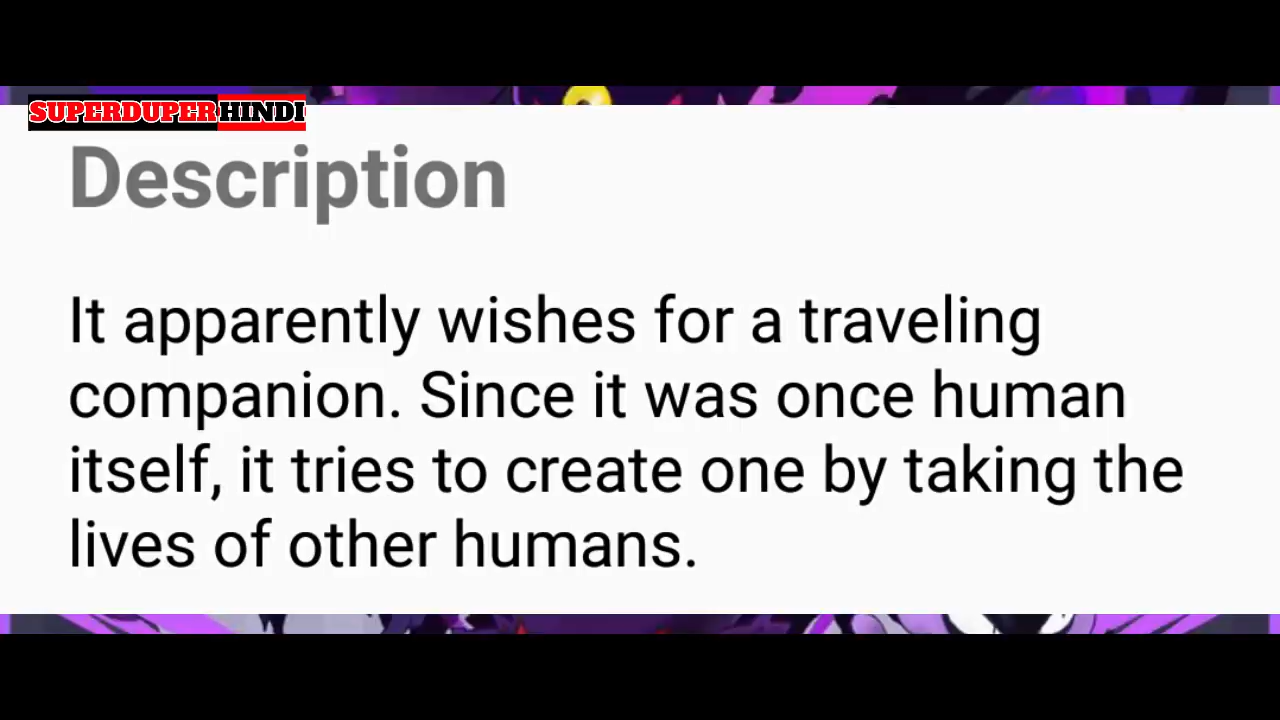 SUPERDUPERHINDI
Description
It apparently wishes for a traveling
companion. Since it was once human
itself, it tries to create one by taking the
lives of other humans.